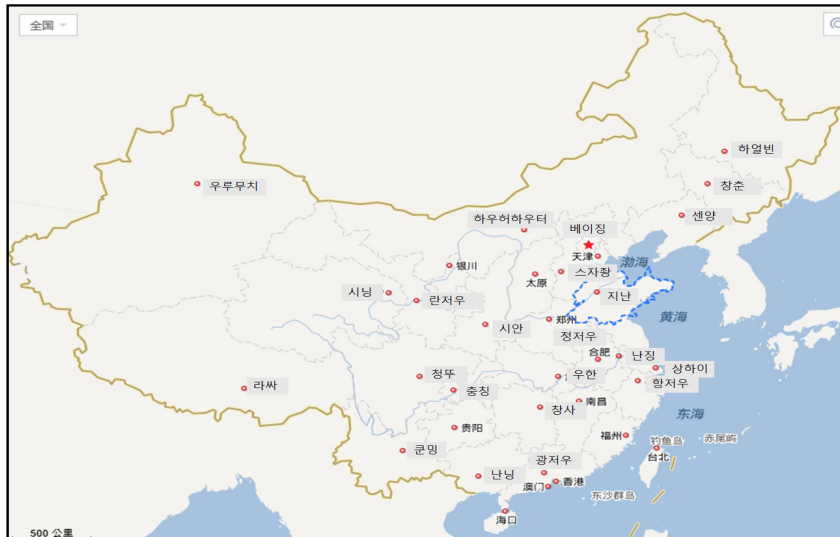 全国
하얼빈
우루무치
창춘
센양
하우허하우터
베이징
天津
渤海
银川
스자좡
太原
시닝
란저우
지난
시안
郑州
黄海
정저우
合肥
난징
상하이
청뚜
우한
항저우
라싸
충징
南昌
창사
东海
贵阳
福州
钓鱼岛
赤尾屿
쿤밍
台北
광저우
난닝
香港
澳门
东沙群岛
海口
500 公里